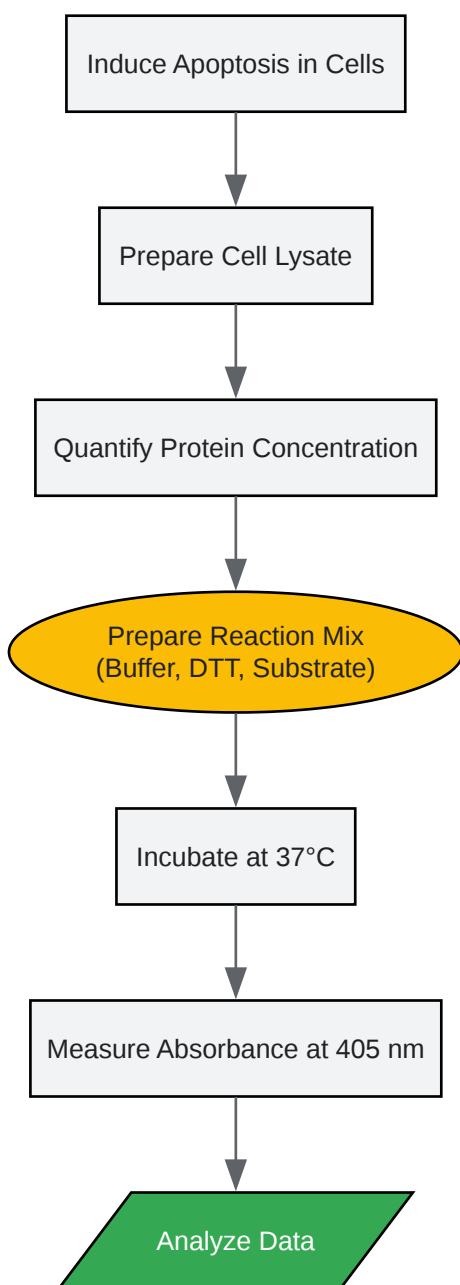 Induce Apoptosis in Cells
Prepare Cell Lysate
Quantify Protein Concentration
Prepare Reaction Mix
(Buffer, DTT, Substrate)
Incubate at 37°C
Measure Absorbance at 405 nm
Analyze Data